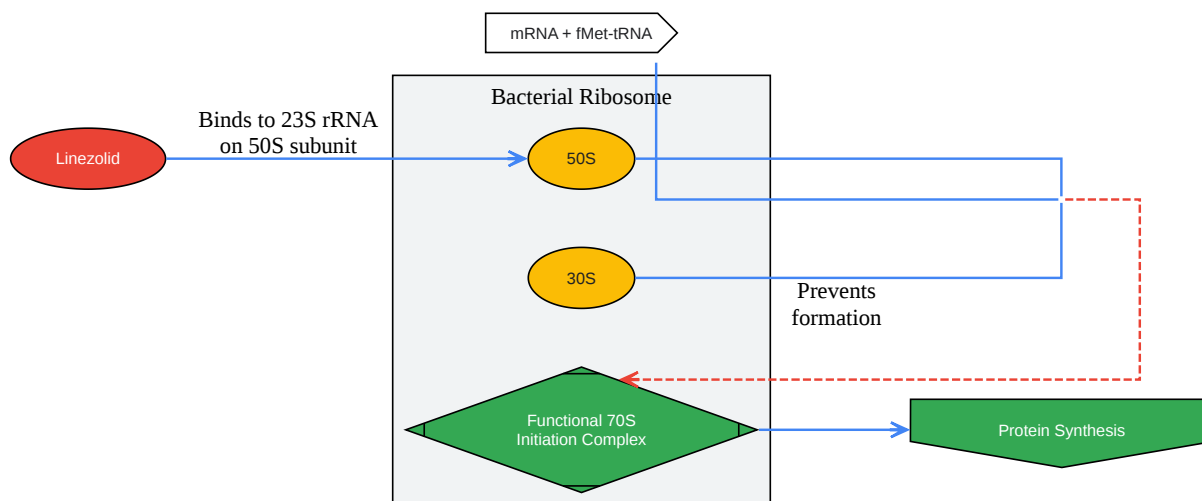 mRNA + fMet-tRNA
Bacterial Ribosome
Binds to 23S rRNA
on 50S subunit
Linezolid
50S
30S
Prevents
formation
Functional 70S
Initiation Complex
Protein Synthesis